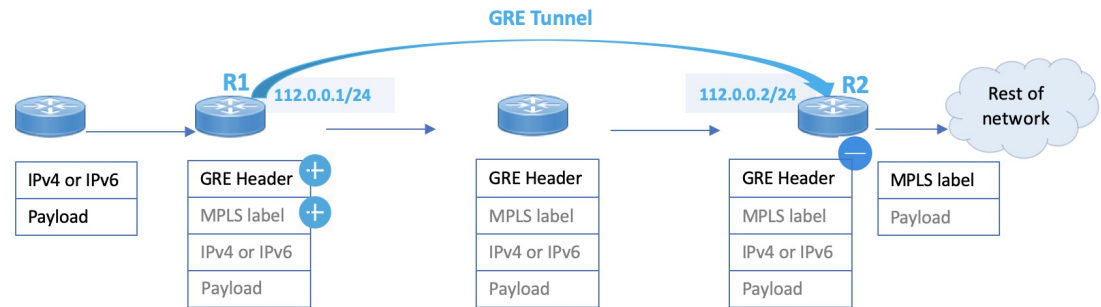 GRE Tunnel
R1
112.0.0.1/24
112.0.0.2/24
R2
Rest of
network
IPv4 or IPv6
Payload
GRE Header
MPLS label
IPv4 or IPv6
Payload
GRE Header
MPLS label
IPv4 or IPv6
Payload
GRE Header
MPLS label
IPv4 or IPv6
Payload
MPLS label
Payload